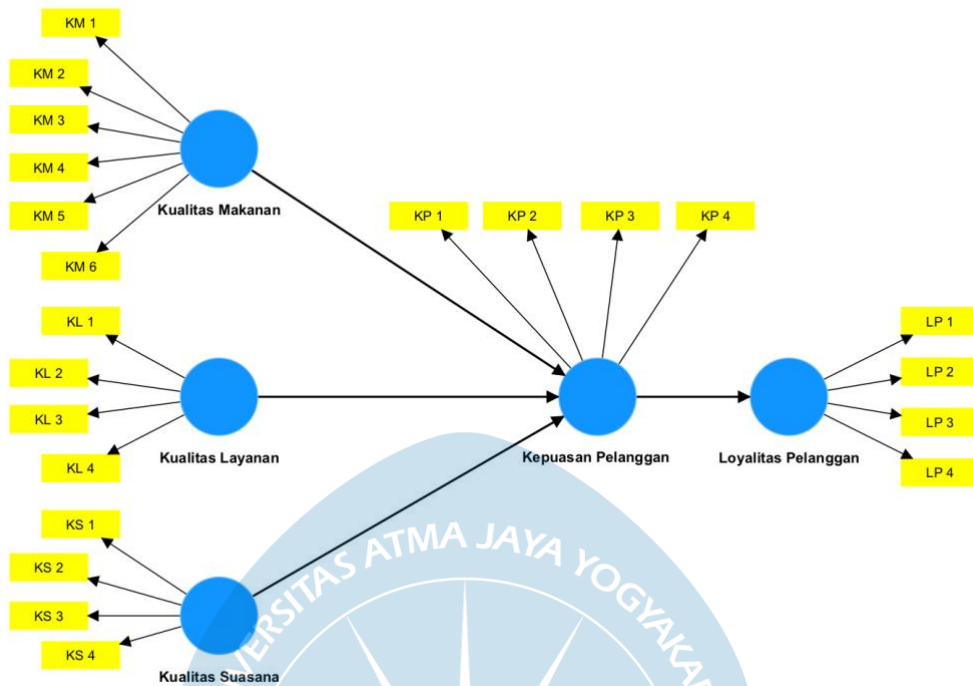 KM 1
KM 2
KM 3
KM 4
KM 5
KM 6
Kualitas Makanan
KP 1
KP 2
KP 3
KP 4
KL 1
KL 2
KL 3
KL 4
Kualitas Layanan
Kepuasan Pelanggan
Loyalitas Pelanggan
LP 1
LP 2
LP 3
LP 4
KS 1
KS 2
KS 3
KS 4
Kualitas Suasana
ATMA JAYA